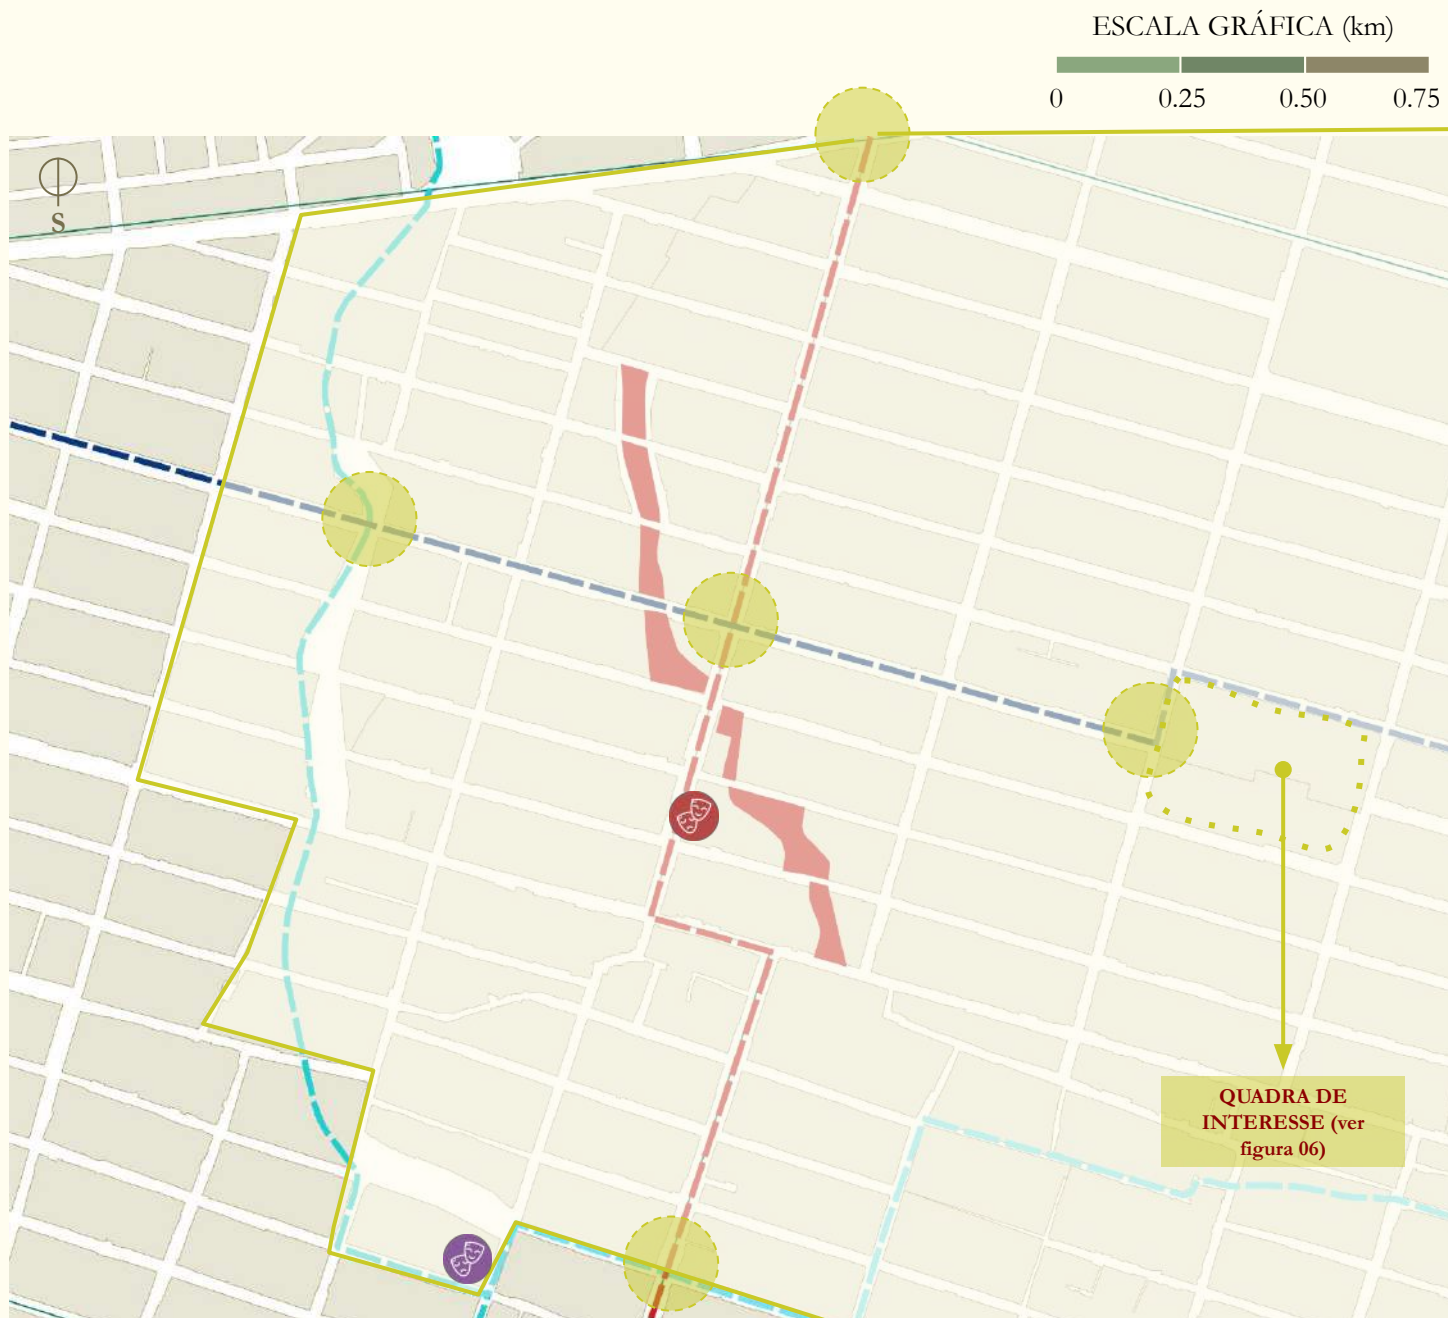 ESCALA GRÁFICA (km)
0 0.25 0.50 0.75
S
QUADRA DE
INTERESSE (ver
figura 06)